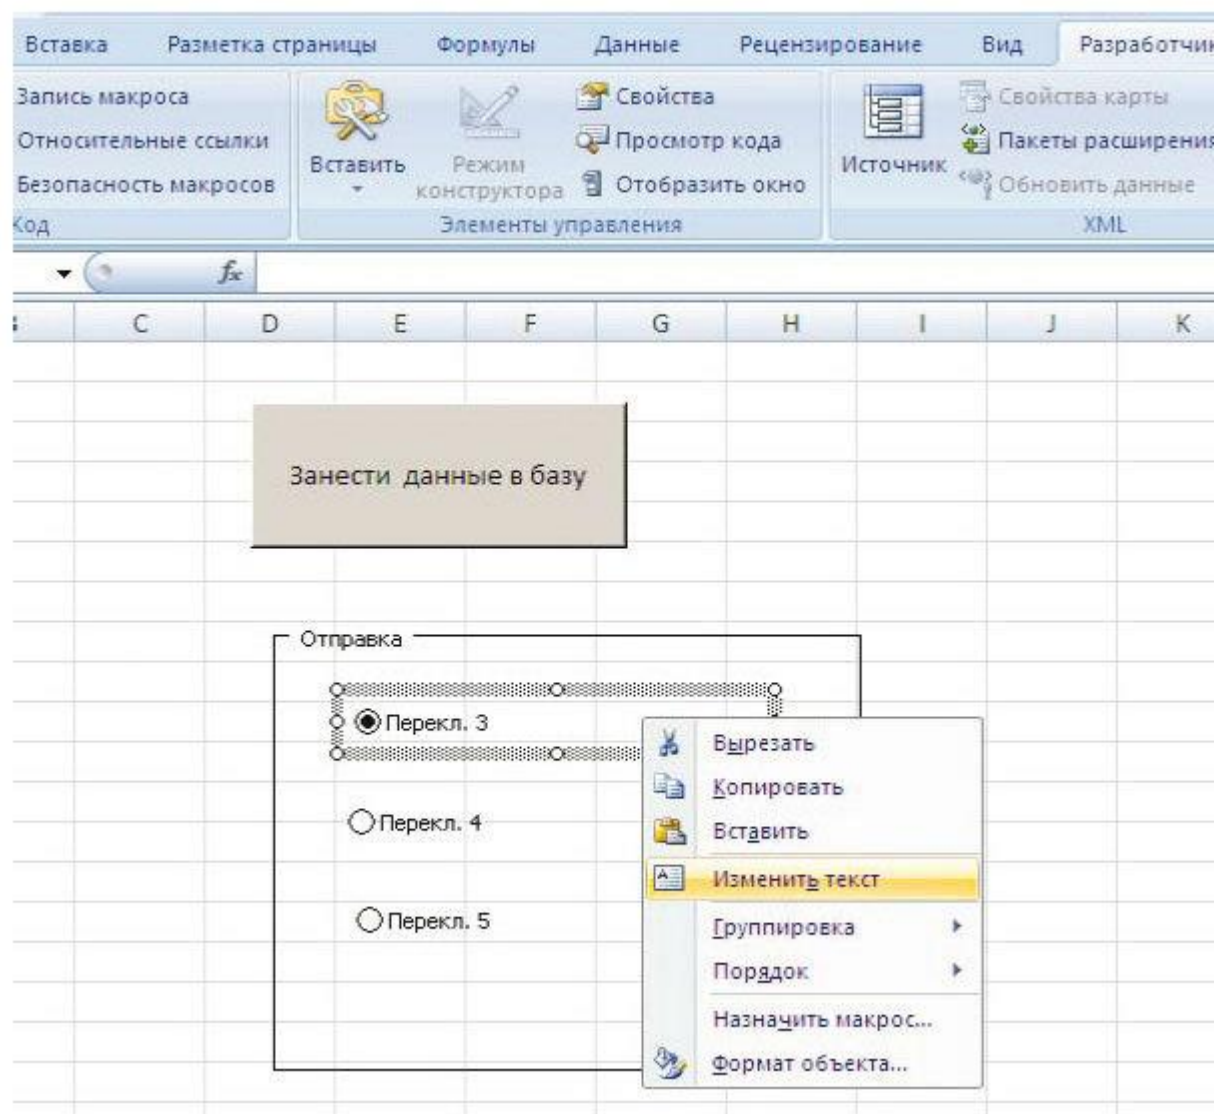 Вставка Разметка страницы Формулы Данные Рецензирование Вид Разработчик
Запись макроса Свойства Свойства карты
Относительные ссылки Просмотр кода Пакеты расширения
Вставить Режим конструктора Источник
Безопасность макросов Отобразить окно Обновить данные
Код Элементы управления XML
fx
C D E F G H I J K
Занести данные в базу
Отправка
Перекл. 3
Вырезать
Копировать
Перекл. 4
Вставить
Изменить текст
Перекл. 5
Группировка
Порядок
Назначить макрос...
Формат объекта...